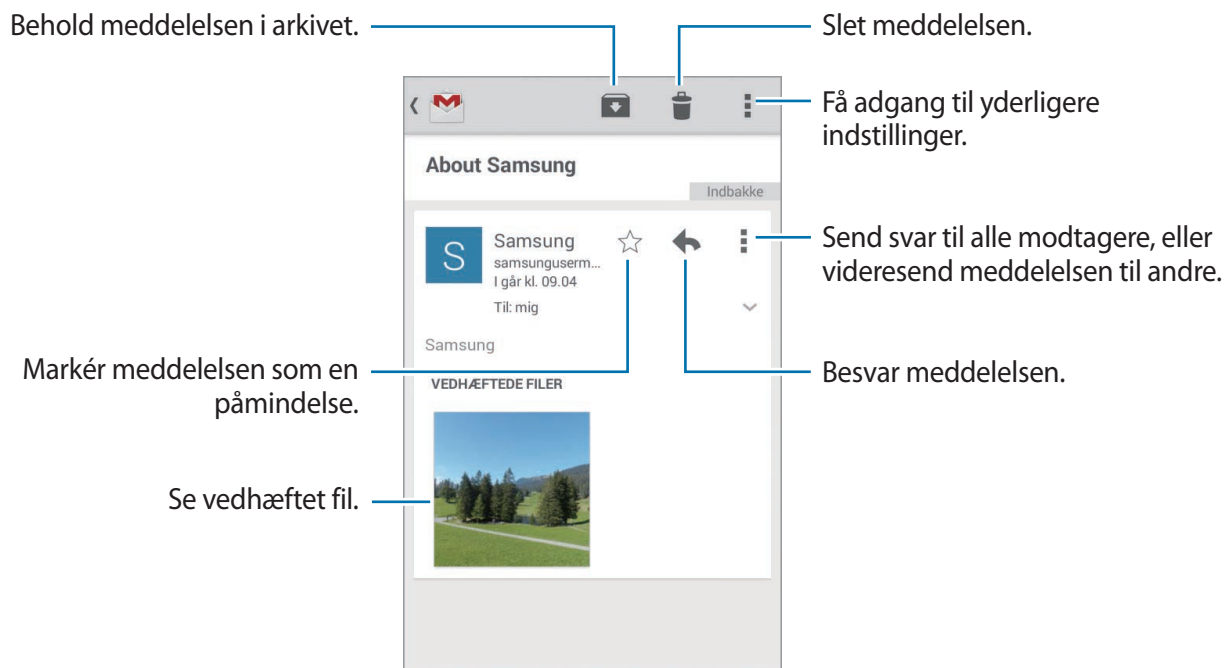 Behold meddelelsen i arkivet.
Slet meddelelsen.
Få adgang til yderligere
indstillinger.
About Samsung
Indbakke
S
Samsung
samsunguserm...
I går kl. 09.04
Til: mig
Send svar til alle modtagere, eller
videresend meddelelsen til andre.
Samsung
Markér meddelelsen som en
påmindelse.
Besvar meddelelsen.
VEDHÆFTEDE FILER
Se vedhæftet fil.